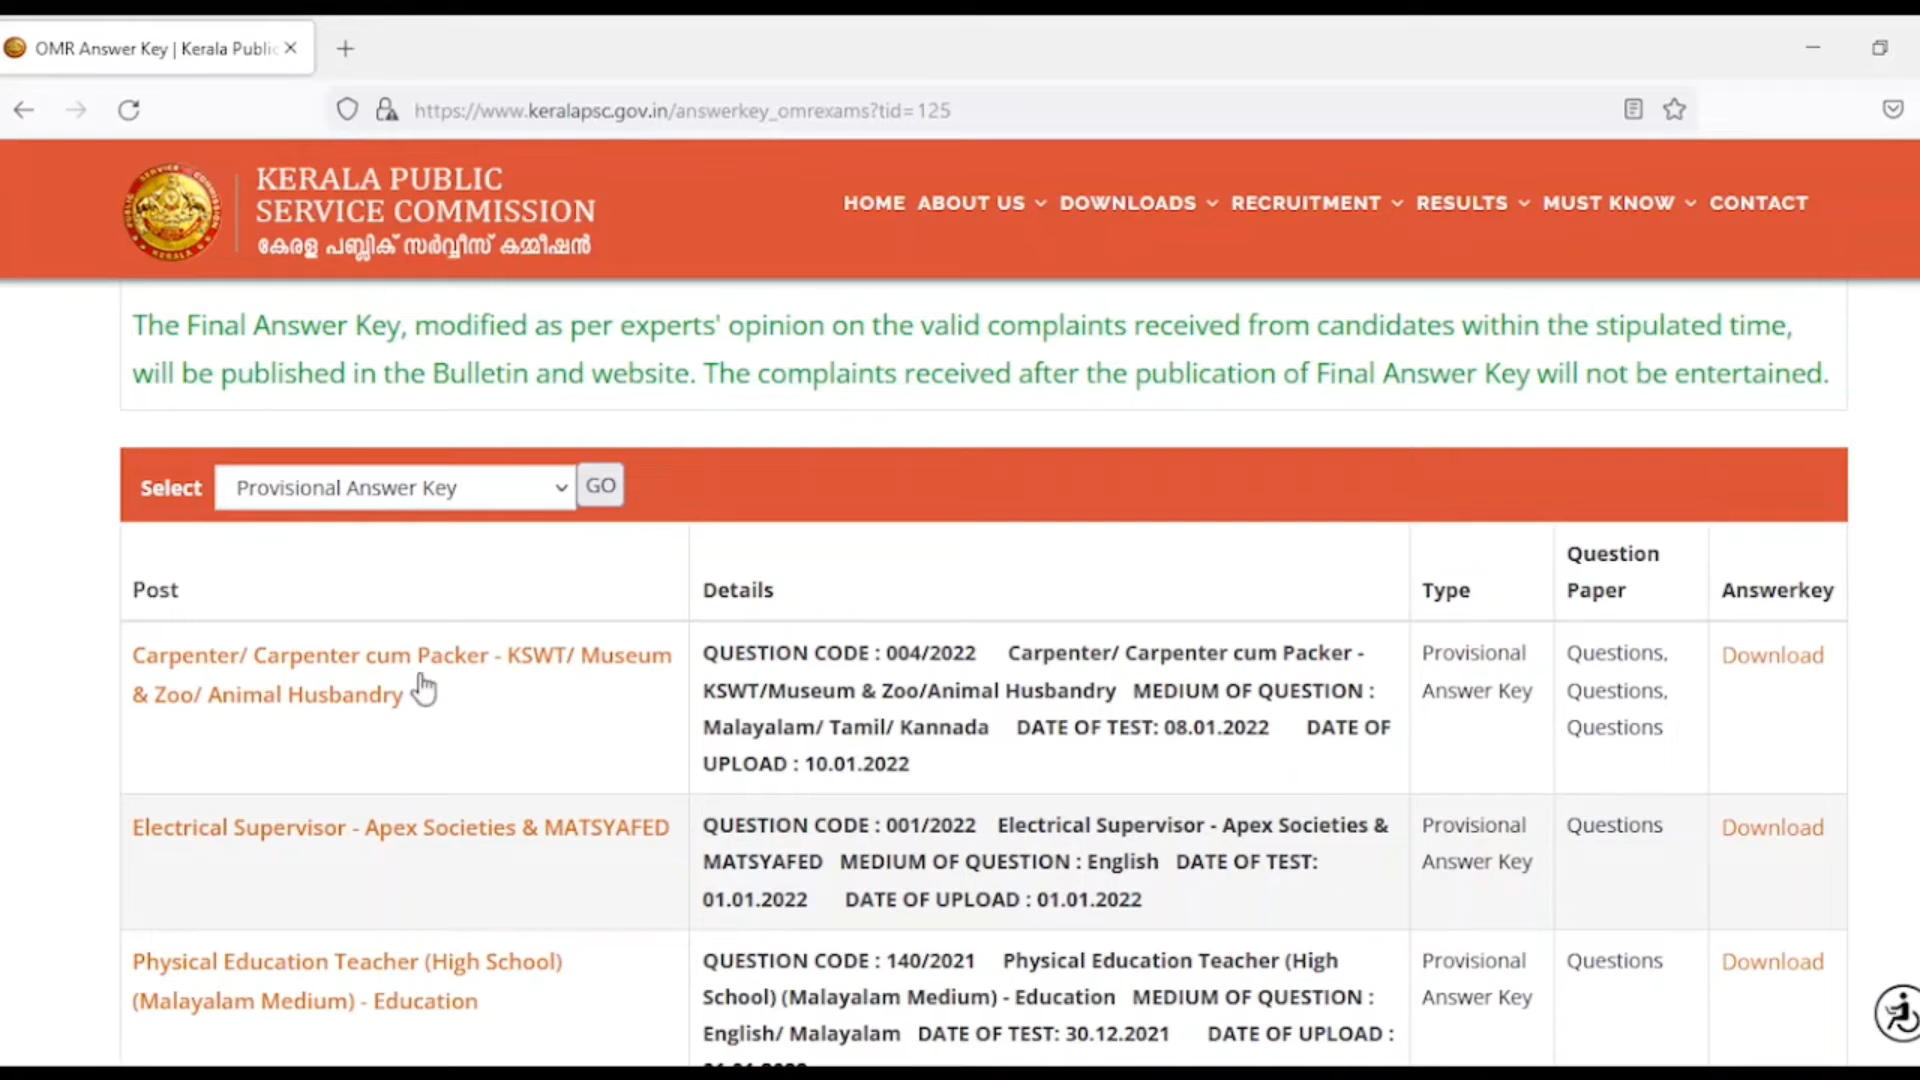 OMR Answer Key | Kerala Public
https://www.keralapsc.gov.in/answerkey_omrexams?tid=125
KERALA PUBLIC
SERVICE COMMISSION
കേരള പബ്ലിക് സർവ്വീസ് കമ്മീഷൻ
HOME ABOUT US DOWNLOADS RECRUITMENT RESULTS MUST KNOW CONTACT
The Final Answer Key, modified as per experts' opinion on the valid complaints received from candidates within the stipulated time,
will be published in the Bulletin and website. The complaints received after the publication of Final Answer Key will not be entertained.
Select Provisional Answer Key GO
Post Details Type Question Paper Answerkey
Carpenter/ Carpenter cum Packer - KSWT/ Museum
& Zoo/ Animal Husbandry
QUESTION CODE : 004/2022 Carpenter/ Carpenter cum Packer -
KSWT/Museum & Zoo/Animal Husbandry MEDIUM OF QUESTION :
Malayalam/ Tamil/ Kannada DATE OF TEST: 08.01.2022 DATE OF
UPLOAD : 10.01.2022
Provisional
Answer Key
Questions,
Questions,
Questions
Download
Electrical Supervisor - Apex Societies & MATSYAFED
QUESTION CODE : 001/2022 Electrical Supervisor - Apex Societies &
MATSYAFED MEDIUM OF QUESTION : English DATE OF TEST:
01.01.2022 DATE OF UPLOAD : 01.01.2022
Provisional
Answer Key
Questions
Download
Physical Education Teacher (High School)
(Malayalam Medium) - Education
QUESTION CODE : 140/2021 Physical Education Teacher (High
School) (Malayalam Medium) - Education MEDIUM OF QUESTION :
English/ Malayalam DATE OF TEST: 30.12.2021 DATE OF UPLOAD :
Provisional
Answer Key
Questions
Download